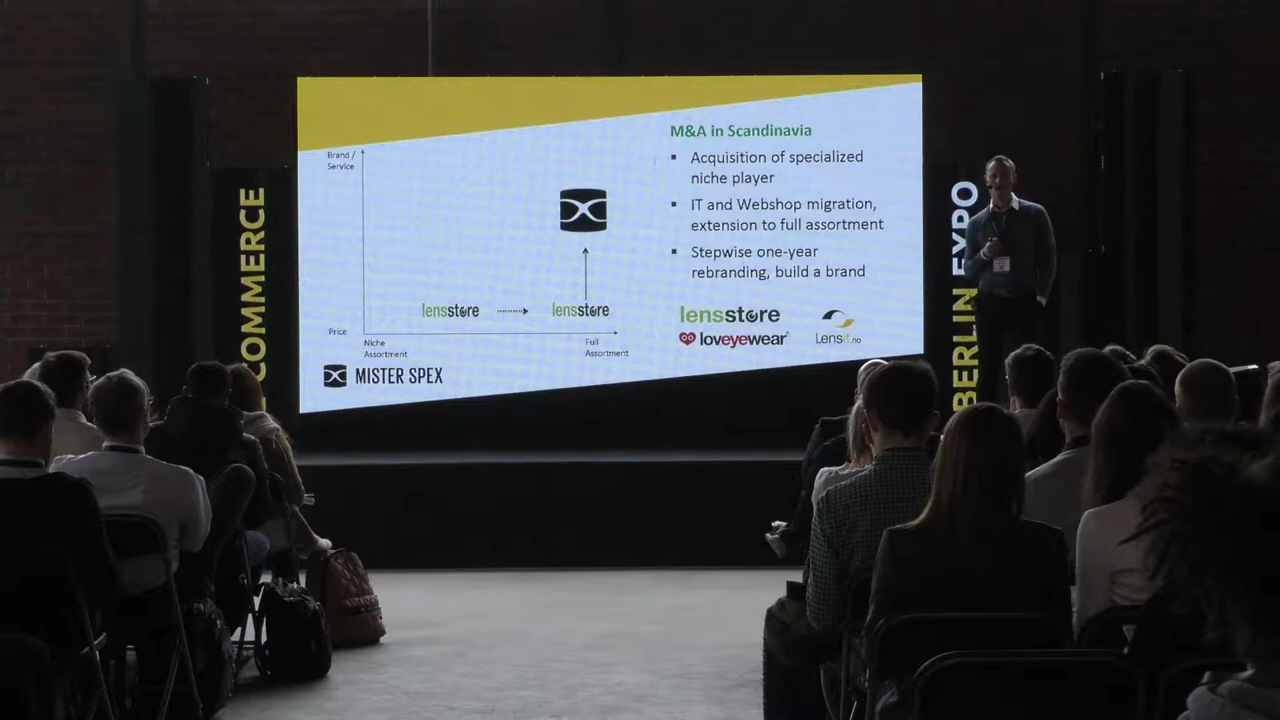 COMMERCE
Brand /
Service
Price
Niche
Assortment
Full
Assortment
lensstore
lensstore
MISTER SPEX
M&A in Scandinavia
▪ Acquisition of specialized
niche player
▪ IT and Webshop migration,
extension to full assortment
▪ Stepwise one-year
rebranding, build a brand
lensstore
loveyewear®
Lensit.no
BERLIN EXPO